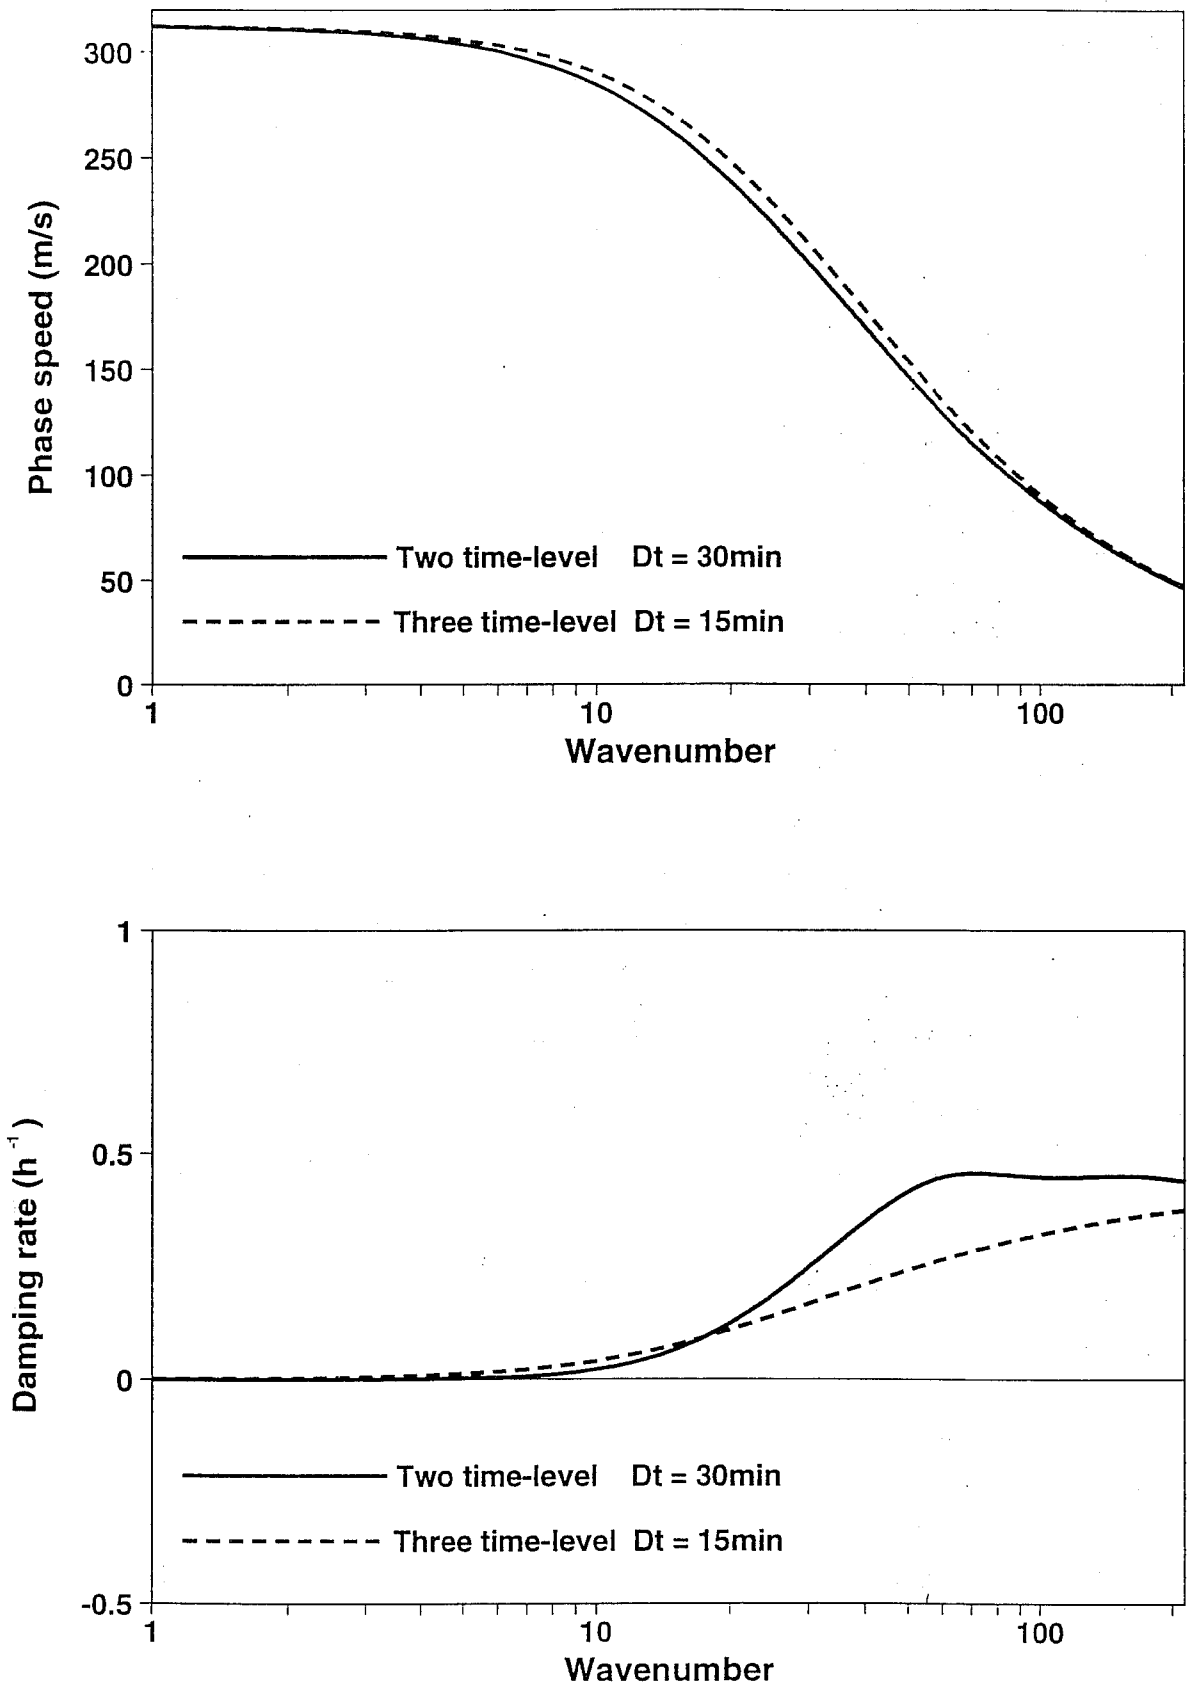 300
250
200
150
100
50
0
Phase speed (m/s)
Two time-level Dt = 30min
Three time-level Dt = 15min
1 10 100
Wavenumber
1
0.5
0
-0.5
Damping rate (h⁻¹)
Two time-level Dt = 30min
Three time-level Dt = 15min
1 10 100
Wavenumber